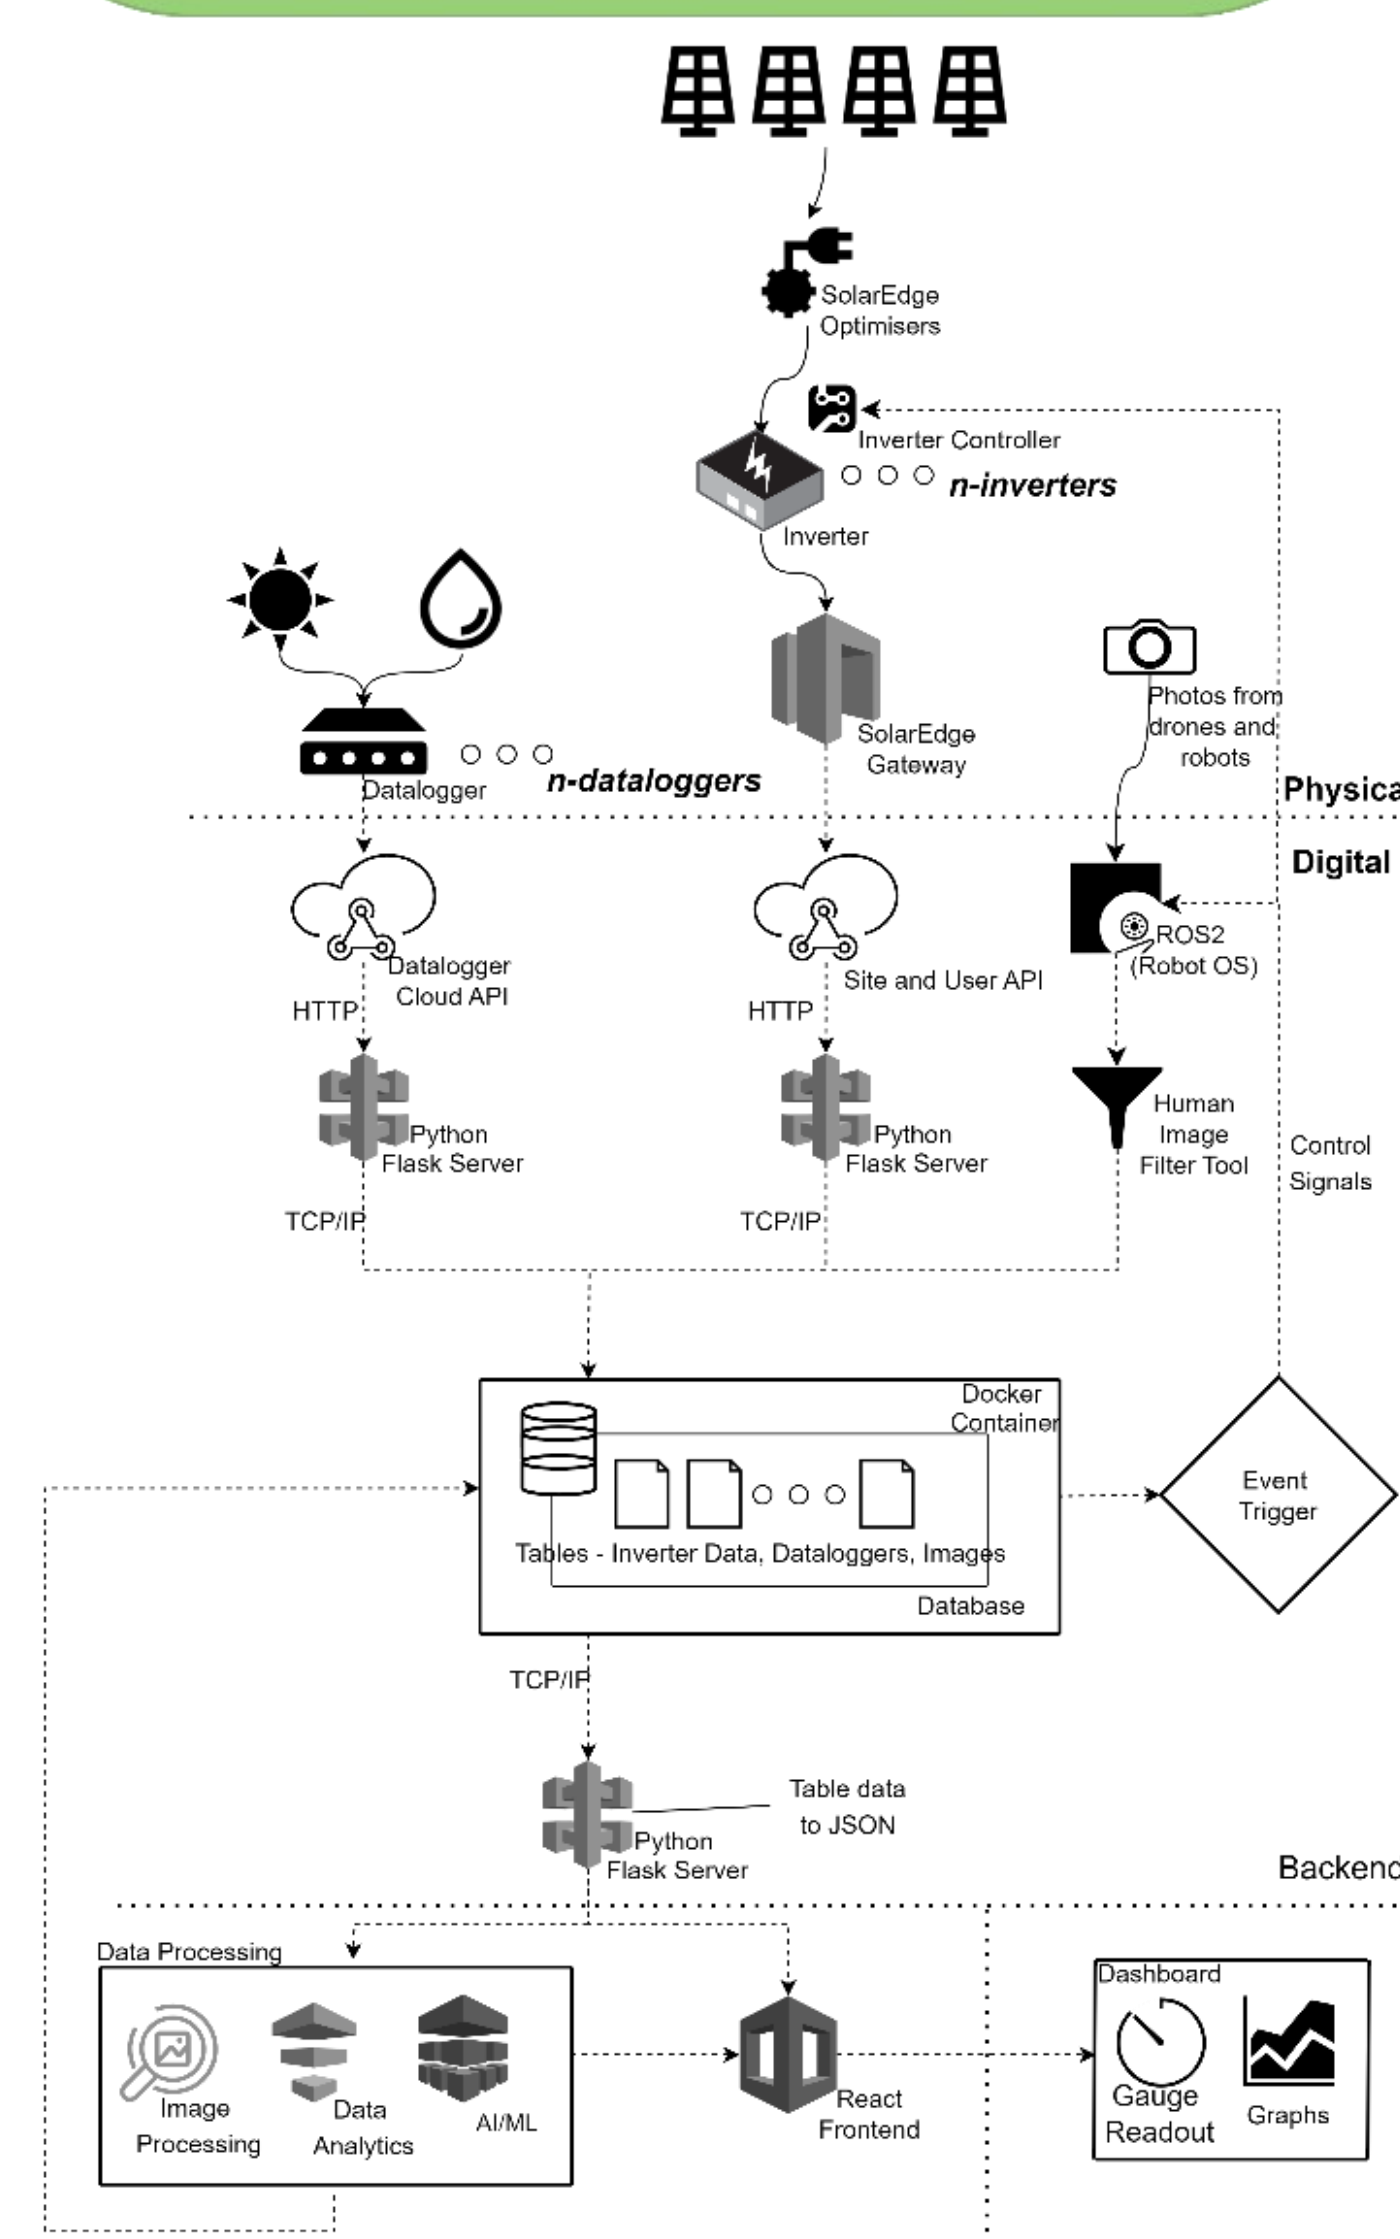 SolarEdge
Optimisers
Inverter Controller
n-inverters
Inverter
SolarEdge
Gateway
Photos from
drones and
robots
Datalogger
n-dataloggers
Physica
Digital
Datalogger
Cloud API
HTTP
Site and User API
HTTP
ROS2
(Robot OS)
Python
Flask Server
Python
Flask Server
Human
Image
Filter Tool
Control
Signals
TCP/IP
TCP/IP
Docker
Container
Tables - Inverter Data, Dataloggers, Images
Database
Event
Trigger
TCP/IP
Table data
to JSON
Python
Flask Server
Backend
Data Processing
Image
Processing
Data
Analytics
AI/ML
React
Frontend
Dashboard
Gauge
Readout
Graphs